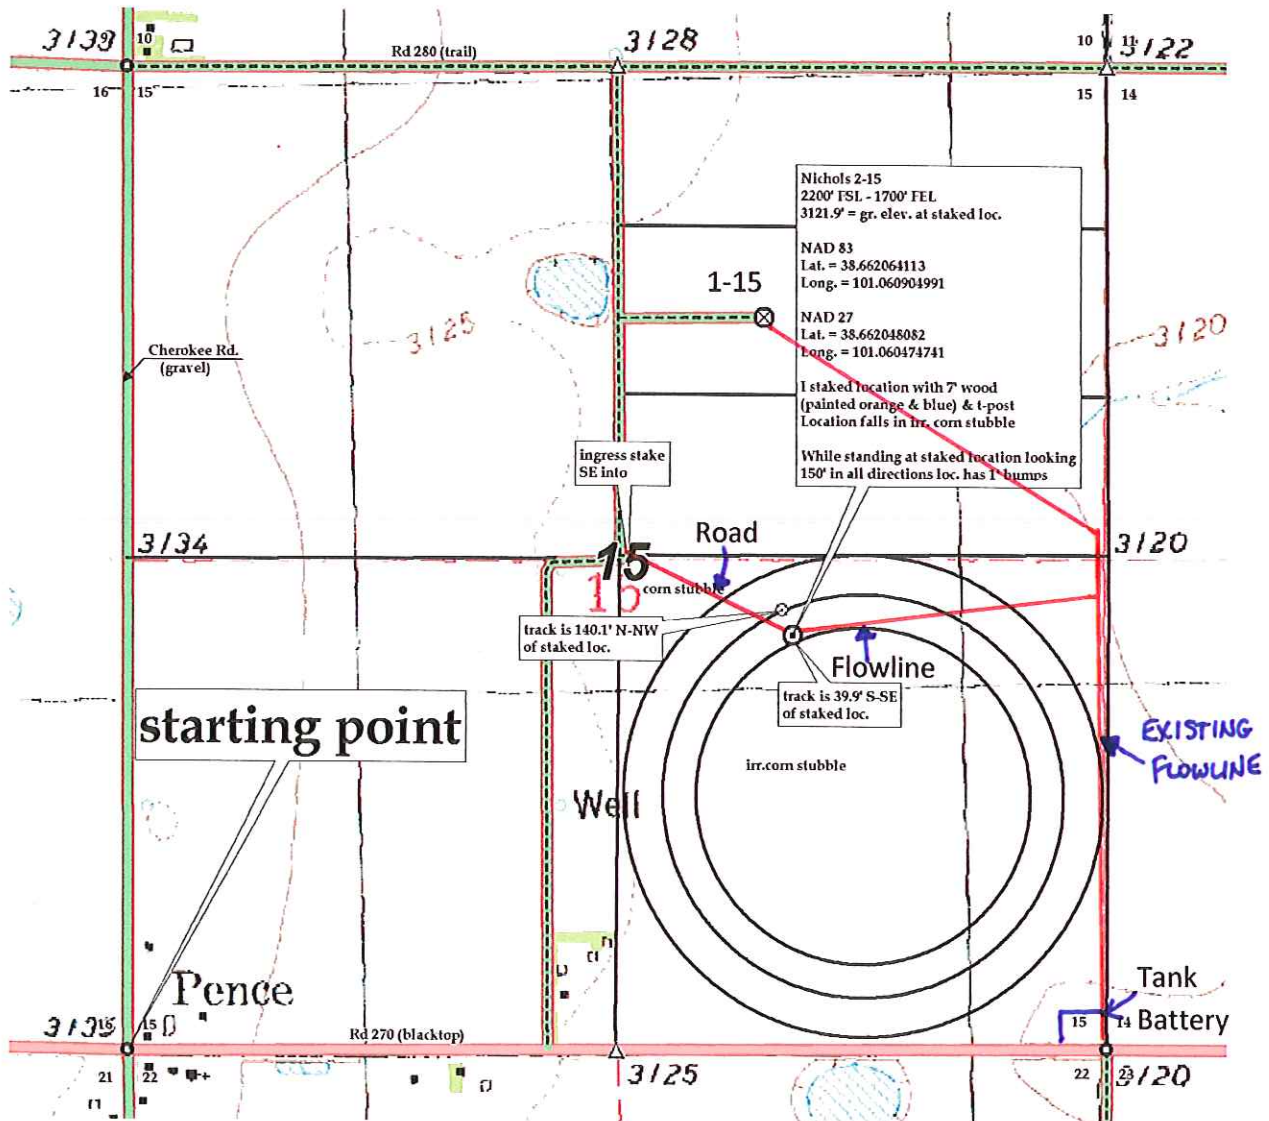 3139
10
Rd 280 (trail)
3128
10
11
3122
16
15
15
14
Nichols 2-15
2200' FSL - 1700' FEL
3121.9' = gr. elev. at staked loc.
NAD 83
Lat. = 38.662064113
Long. = 101.060904991
NAD 27
Lat. = 38.662048082
Long. = 101.060474741
I staked location with 7' wood
(painted orange & blue) & t-post
Location falls in irr. corn stubble
While standing at staked location looking
150' in all directions loc. has 1' bumps
1-15
3125
3120
Cherokee Rd.
(gravel)
ingress stake
SE into
Road
3134
15
3120
corn stubble
track is 140.1' N-NW
of staked loc.
Flowline
track is 39.9' S-SE
of staked loc.
starting point
EXISTING
FLOWLINE
irr.corn stubble
Well
Pence
Tank
Battery
15
14
16
15
Rd 270 (blacktop)
21
22
3125
22
23
3120